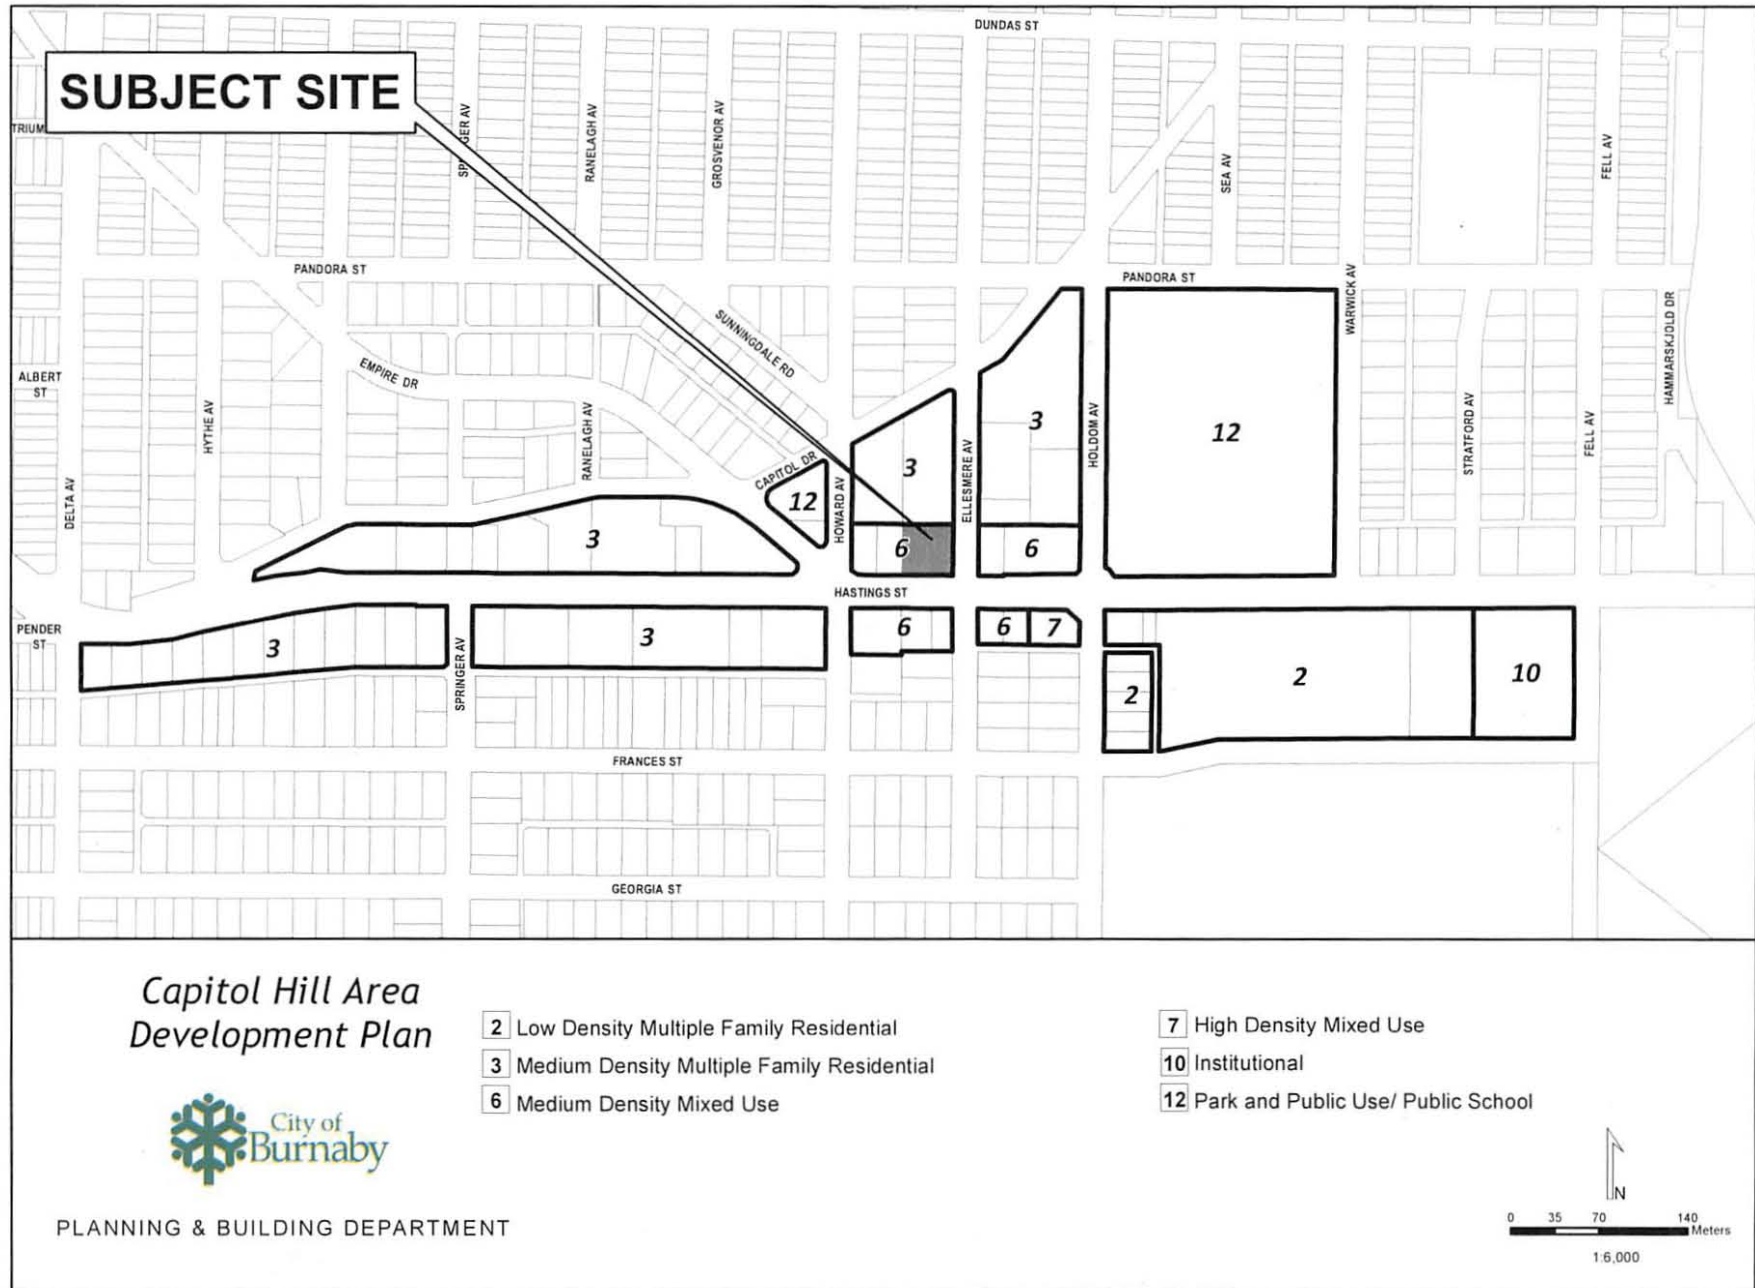 DUNDAS ST
SUBJECT SITE
TRIUM
SP
GER AV
RANELAGH AV
GROSVENOR AV
SEA AV
FELL AV
PANDORA ST
PANDORA ST
WARWICK AV
HAMMARSKJOLD DR
SUNNINGDALE RD
EMPIRE DR
ALBERT
ST
HYTHE AV
RANELAGH AV
DELTA AV
CAPITOL DR
HOWARD AV
ELLESMERE AV
HOLDOM AV
STRATFORD AV
FELL AV
3
12
3
12
3
6
6
HASTINGS ST
PENDER
ST
3
SPRINGER AV
3
6
6
7
2
2
10
FRANCES ST
GEORGIA ST
Capitol Hill Area
Development Plan
City of
Burnaby
PLANNING & BUILDING DEPARTMENT
2 Low Density Multiple Family Residential
3 Medium Density Multiple Family Residential
6 Medium Density Mixed Use
7 High Density Mixed Use
10 Institutional
12 Park and Public Use/ Public School
N
0 35 70 140
Meters
1:6,000